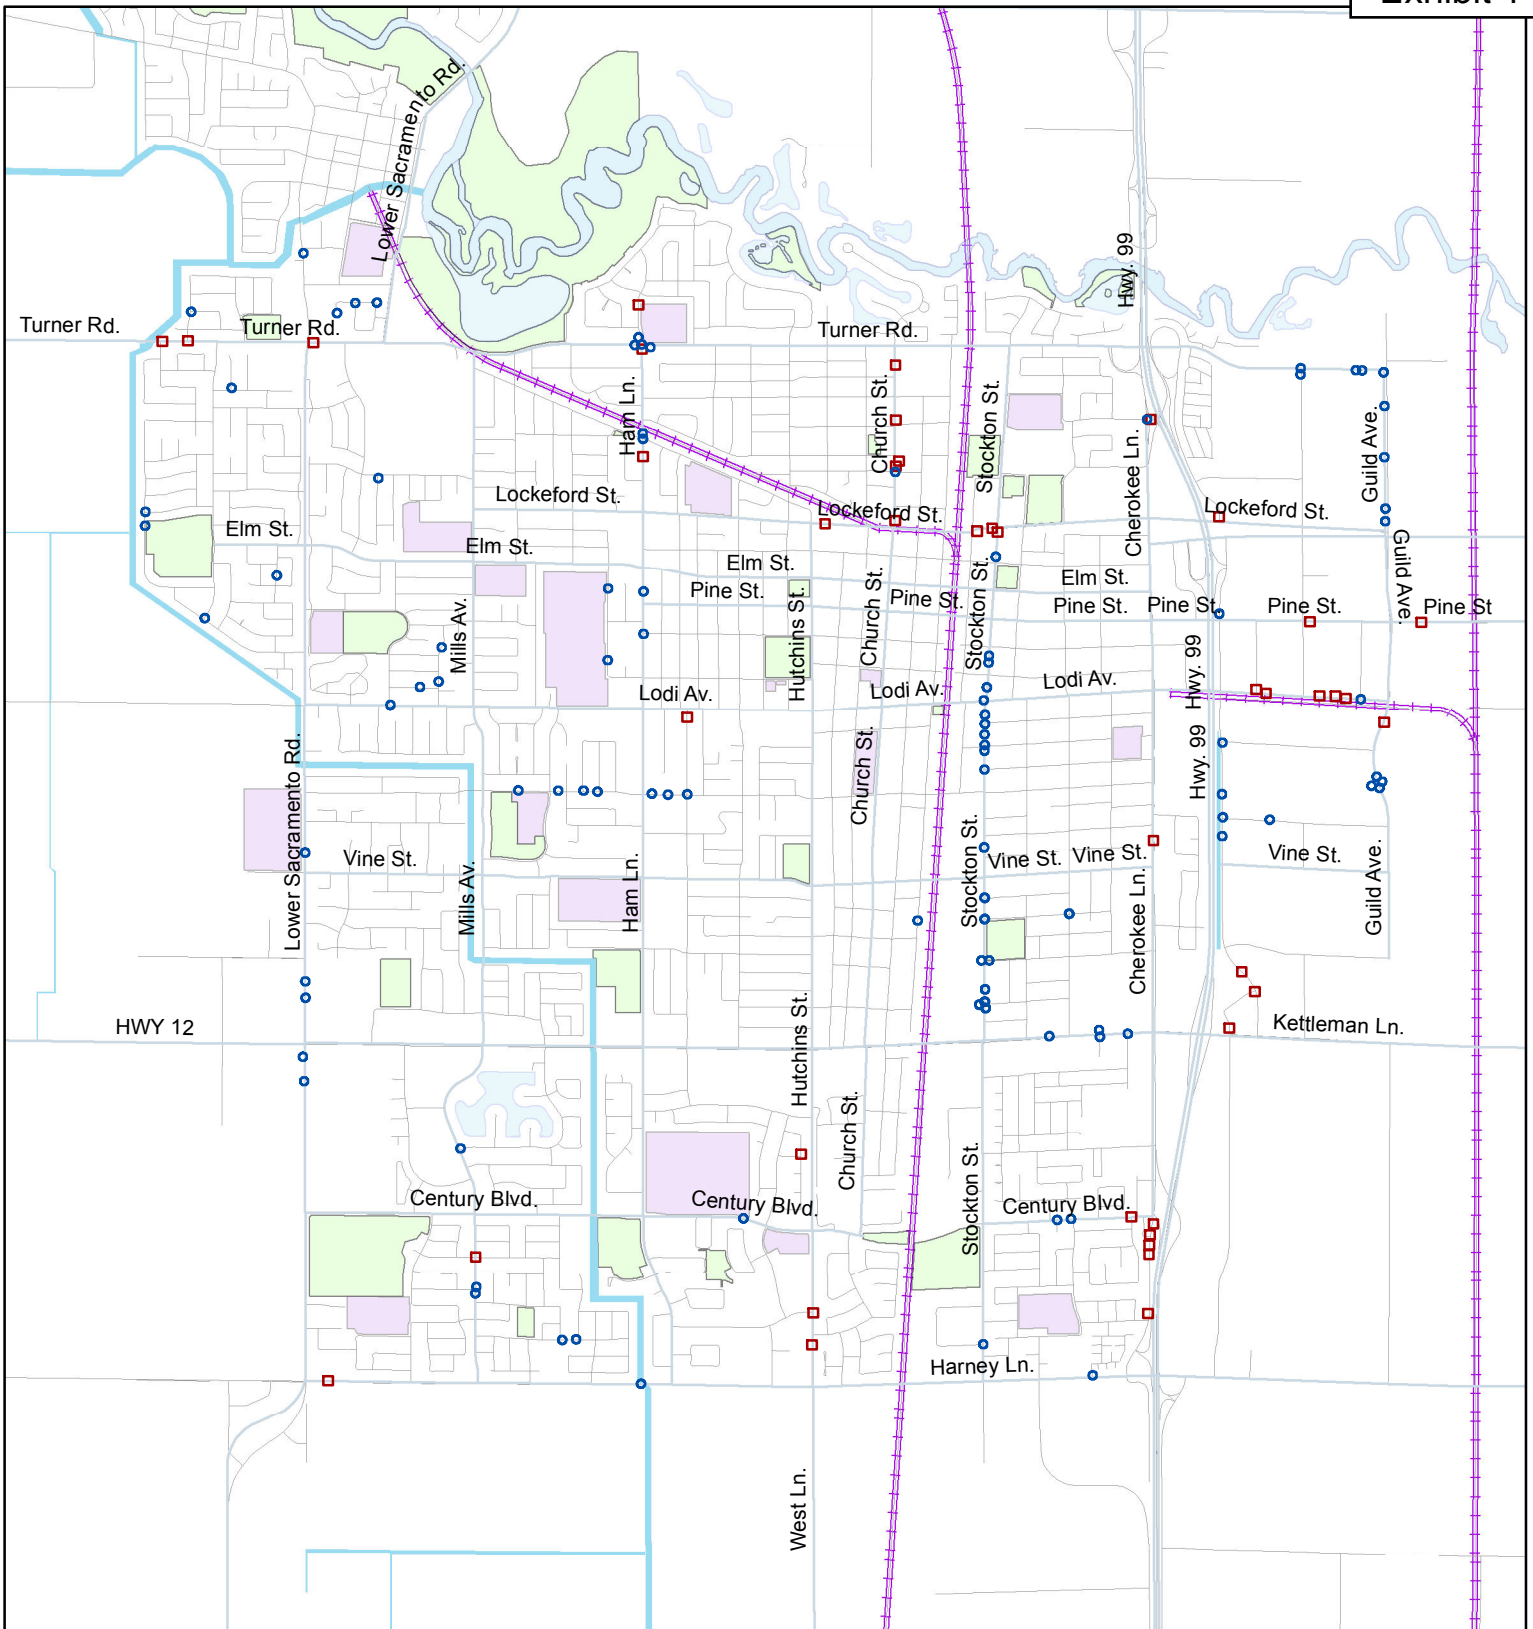 Lower Sacramento Rd.
Hwy. 99
Turner Rd.
Turner Rd.
Turner Rd.
Ham Ln.
Church St.
Stockton St.
Cherokee Ln.
Guild Ave.
Lockeford St.
Lockeford St.
Lockeford St.
Elm St.
Elm St.
Elm St.
Elm St.
Guild Ave.
Pine St.
Pine St.
Pine St.
Pine St.
Pine St.
Pine St
Mills Av.
Hutchins St.
Church St.
Stockton St.
Hwy. 99
Lodi Av.
Lodi Av.
Lodi Av.
Lower Sacramento Rd.
Church St.
Hwy. 99
Vine St.
Vine St.
Vine St.
Vine St.
Mills Av.
Ham Ln.
Stockton St.
Cherokee Ln.
Guild Ave.
HWY 12
Kettleman Ln.
Hutchins St.
Church St.
Stockton St.
Century Blvd.
Century Blvd.
Century Blvd.
Harney Ln.
West Ln.